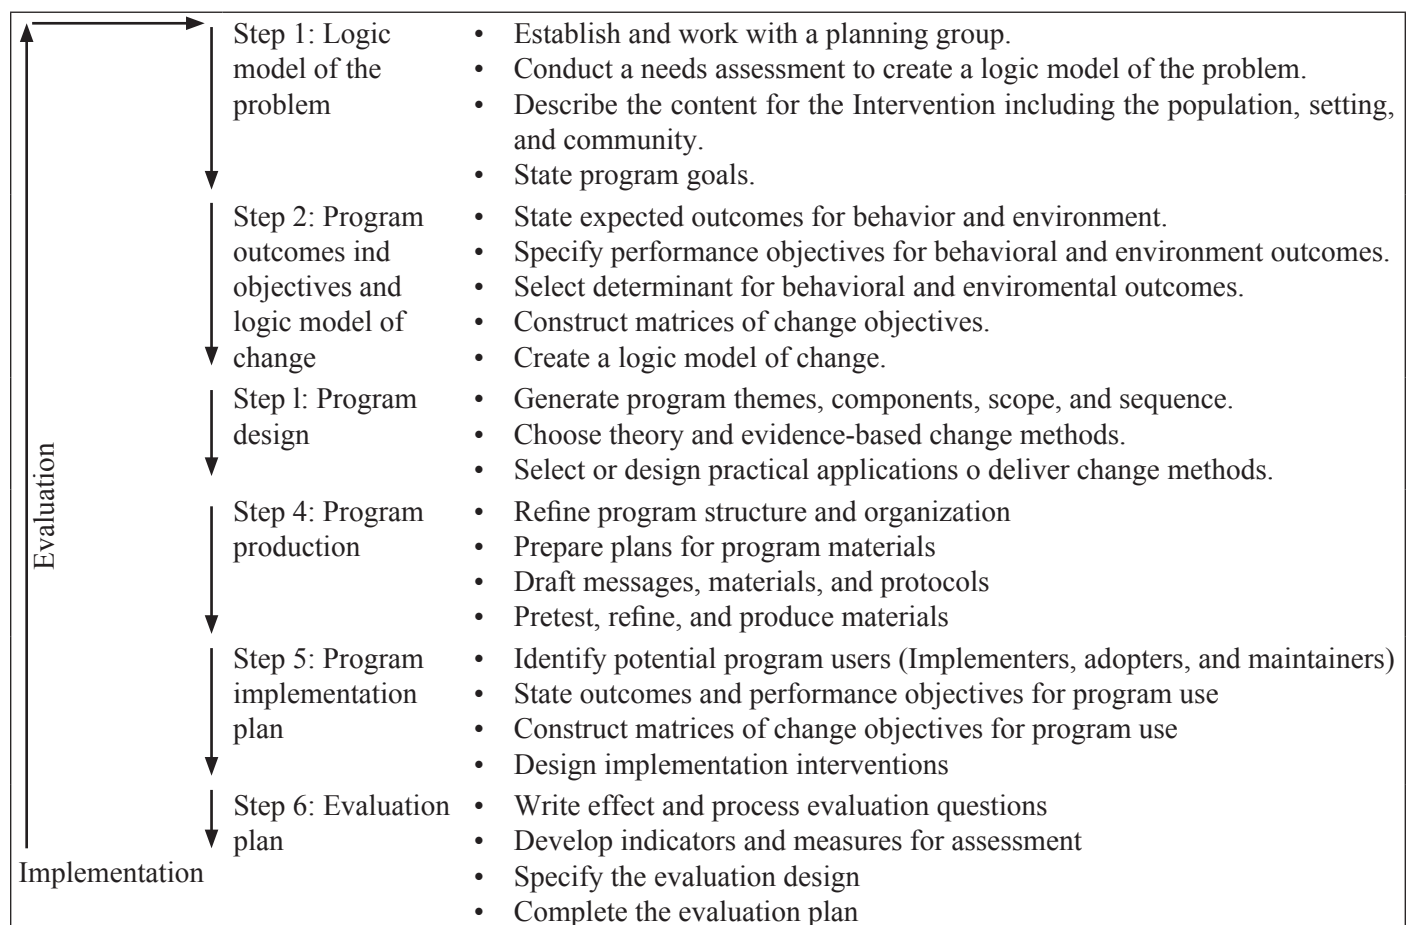 Step 1: Logic
model of the
problem
• Establish and work with a planning group.
• Conduct a needs assessment to create a logic model of the problem.
• Describe the content for the Intervention including the population, setting,
and community.
• State program goals.
Step 2: Program
outcomes ind
objectives and
logic model of
change
• State expected outcomes for behavior and environment.
• Specify performance objectives for behavioral and environment outcomes.
• Select determinant for behavioral and enviromental outcomes.
• Construct matrices of change objectives.
• Create a logic model of change.
Step l: Program
design
• Generate program themes, components, scope, and sequence.
• Choose theory and evidence-based change methods.
• Select or design practical applications o deliver change methods.
Step 4: Program
production
• Refine program structure and organization
• Prepare plans for program materials
• Draft messages, materials, and protocols
• Pretest, refine, and produce materials
Step 5: Program
implementation
plan
• Identify potential program users (Implementers, adopters, and maintainers)
• State outcomes and performance objectives for program use
• Construct matrices of change objectives for program use
• Design implementation interventions
Step 6: Evaluation
plan
• Write effect and process evaluation questions
• Develop indicators and measures for assessment
• Specify the evaluation design
• Complete the evaluation plan
Evaluation
Implementation